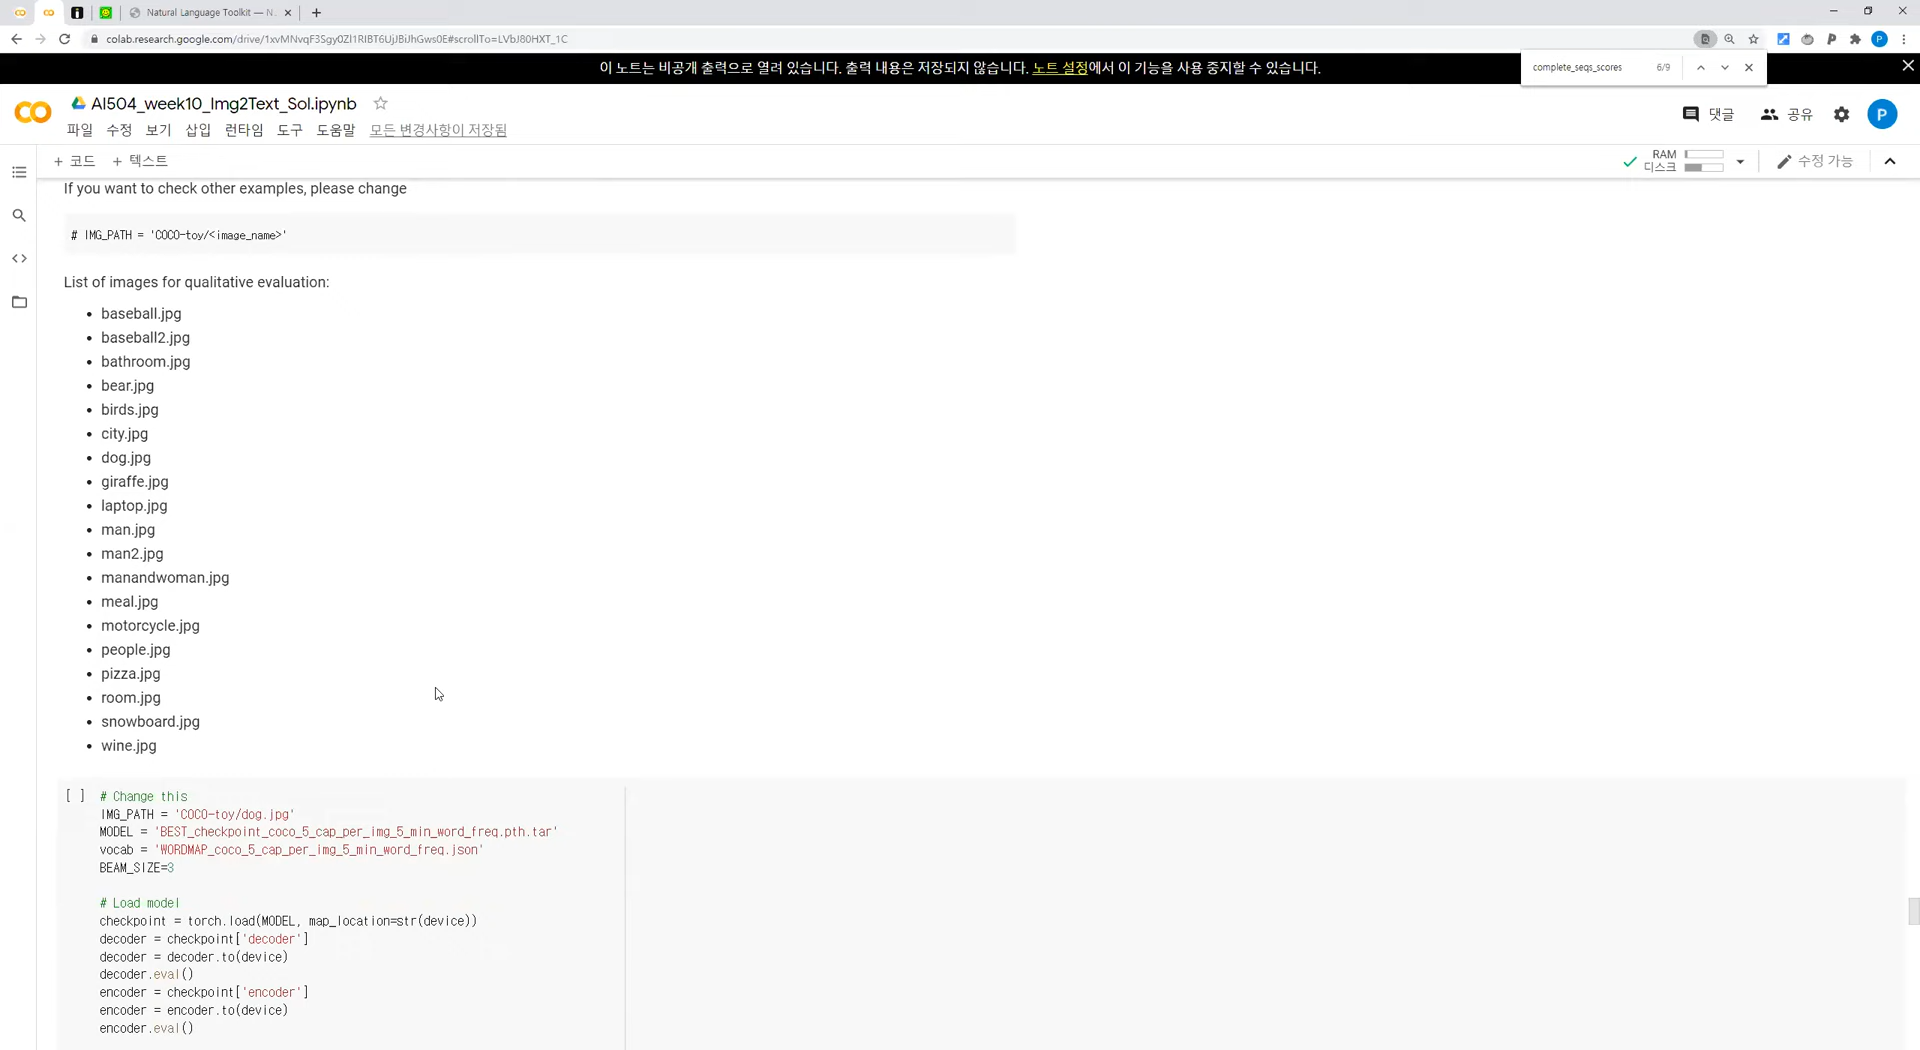 Natural Language Toolkit — N
colab.research.google.com/drive/1xvMNvqF3Sgy0Zl1RlBT6UjJBiJhGws0E#scrollTo=LVbJ80HXT_1C
이 노트는 비공개 출력으로 열려 있습니다. 출력 내용은 저장되지 않습니다. 노트 설정에서 이 기능을 사용 중지할 수 있습니다.
complete_seqs_scores 6/9
AI504_week10_Img2Text_Sol.ipynb
파일 수정 보기 삽입 런타임 도구 도움말 모든 변경사항이 저장됨
댓글 공유 P
+ 코드 + 텍스트
RAM
디스크
수정 가능
If you want to check other examples, please change
# IMG_PATH = 'COCO-toy/<image_name>'
List of images for qualitative evaluation:
• baseball.jpg
• baseball2.jpg
• bathroom.jpg
• bear.jpg
• birds.jpg
• city.jpg
• dog.jpg
• giraffe.jpg
• laptop.jpg
• man.jpg
• man2.jpg
• manandwoman.jpg
• meal.jpg
• motorcycle.jpg
• people.jpg
• pizza.jpg
• room.jpg
• snowboard.jpg
• wine.jpg
[ ] # Change this
IMG_PATH = 'COCO-toy/dog.jpg'
MODEL = 'BEST_checkpoint_coco_5_cap_per_img_5_min_word_freq.pth.tar'
vocab = 'WORDMAP_coco_5_cap_per_img_5_min_word_freq.json'
BEAM_SIZE=3
# Load model
checkpoint = torch.load(MODEL, map_location=str(device))
decoder = checkpoint['decoder']
decoder = decoder.to(device)
decoder.eval()
encoder = checkpoint['encoder']
encoder = encoder.to(device)
encoder.eval()